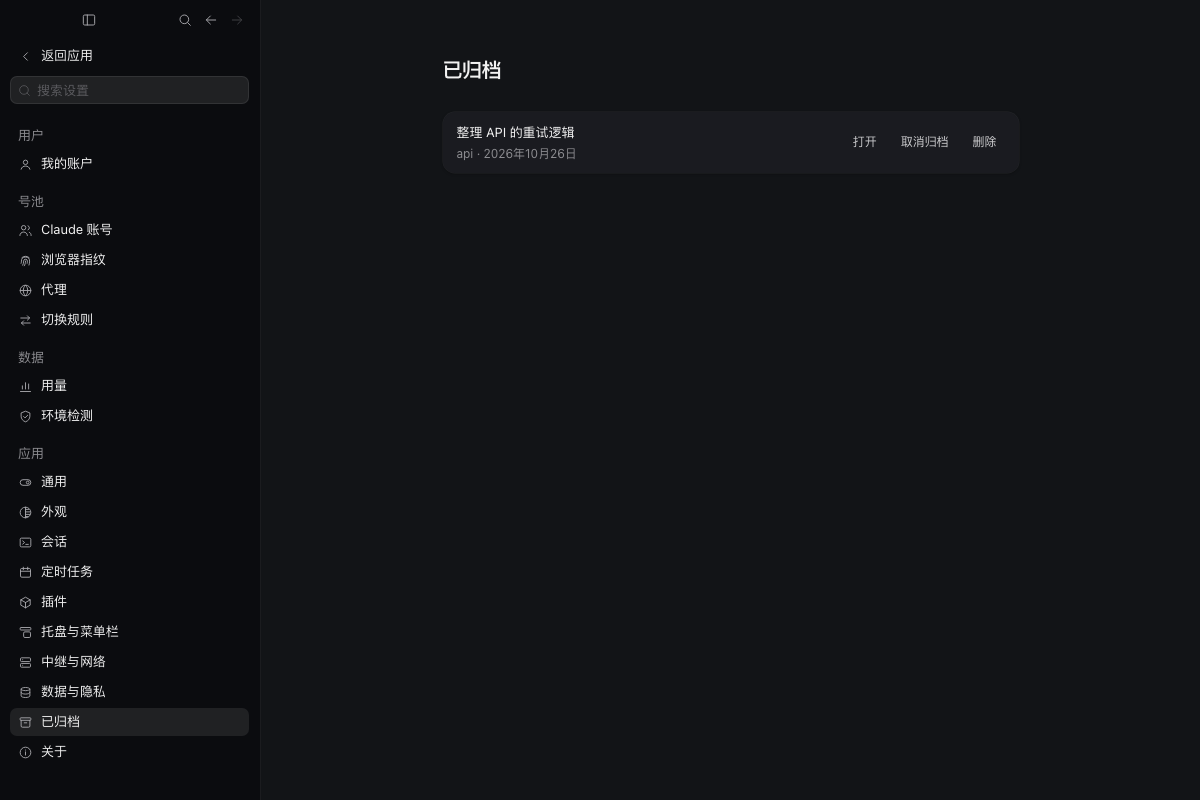 返回应用
搜索设置
用户
我的账户
号池
Claude 账号
浏览器指纹
代理
切换规则
数据
用量
环境检测
应用
通用
外观
会话
定时任务
插件
托盘与菜单栏
中继与网络
数据与隐私
已归档
关于
已归档
整理 API 的重试逻辑
api · 2026年10月26日
打开 取消归档 删除